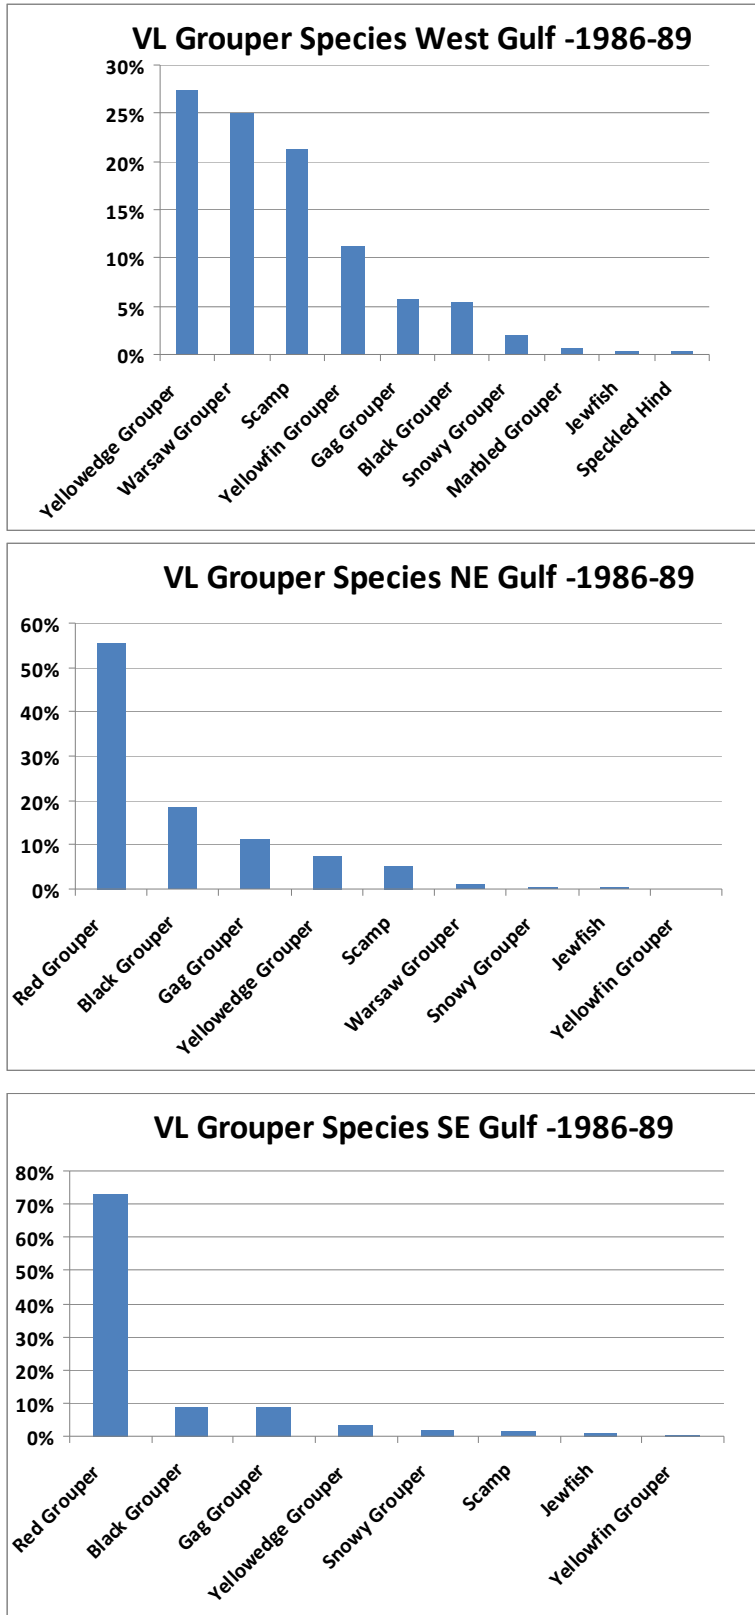 VL Grouper Species West Gulf -1986-89
30%
25%
20%
15%
10%
5%
0%
Yellowedge Grouper
Warsaw Grouper
Scamp
Yellowfin Grouper
Gag Grouper
Black Grouper
Snowy Grouper
Marbled Grouper
Jewfish
Speckled Hind
VL Grouper Species NE Gulf -1986-89
60%
50%
40%
30%
20%
10%
0%
Red Grouper
Black Grouper
Gag Grouper
Yellowedge Grouper
Scamp
Warsaw Grouper
Snowy Grouper
Jewfish
Yellowfin Grouper
VL Grouper Species SE Gulf -1986-89
80%
70%
60%
50%
40%
30%
20%
10%
0%
Red Grouper
Black Grouper
Gag Grouper
Yellowedge Grouper
Snowy Grouper
Scamp
Jewfish
Yellowfin Grouper